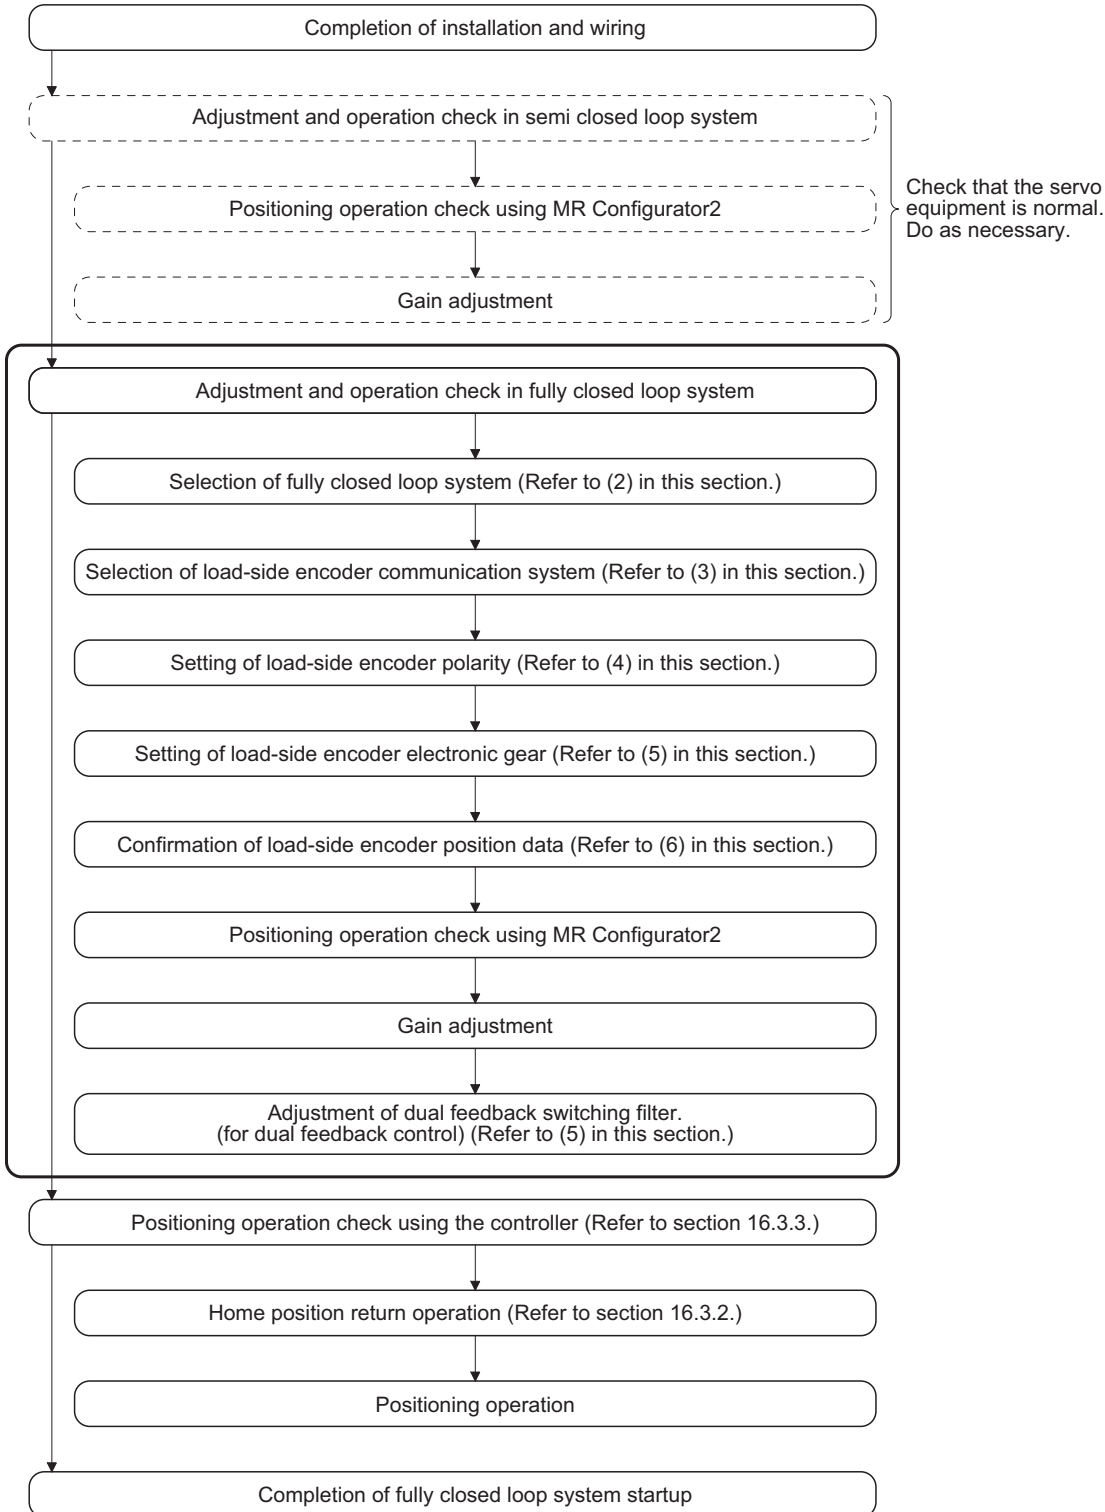 Completion of installation and wiring
Adjustment and operation check in semi closed loop system
Positioning operation check using MR Configurator2
Gain adjustment
Check that the servo
equipment is normal.
Do as necessary.
Adjustment and operation check in fully closed loop system
Selection of fully closed loop system (Refer to (2) in this section.)
Selection of load-side encoder communication system (Refer to (3) in this section.)
Setting of load-side encoder polarity (Refer to (4) in this section.)
Setting of load-side encoder electronic gear (Refer to (5) in this section.)
Confirmation of load-side encoder position data (Refer to (6) in this section.)
Positioning operation check using MR Configurator2
Gain adjustment
Adjustment of dual feedback switching filter.
(for dual feedback control) (Refer to (5) in this section.)
Positioning operation check using the controller (Refer to section 16.3.3.)
Home position return operation (Refer to section 16.3.2.)
Positioning operation
Completion of fully closed loop system startup